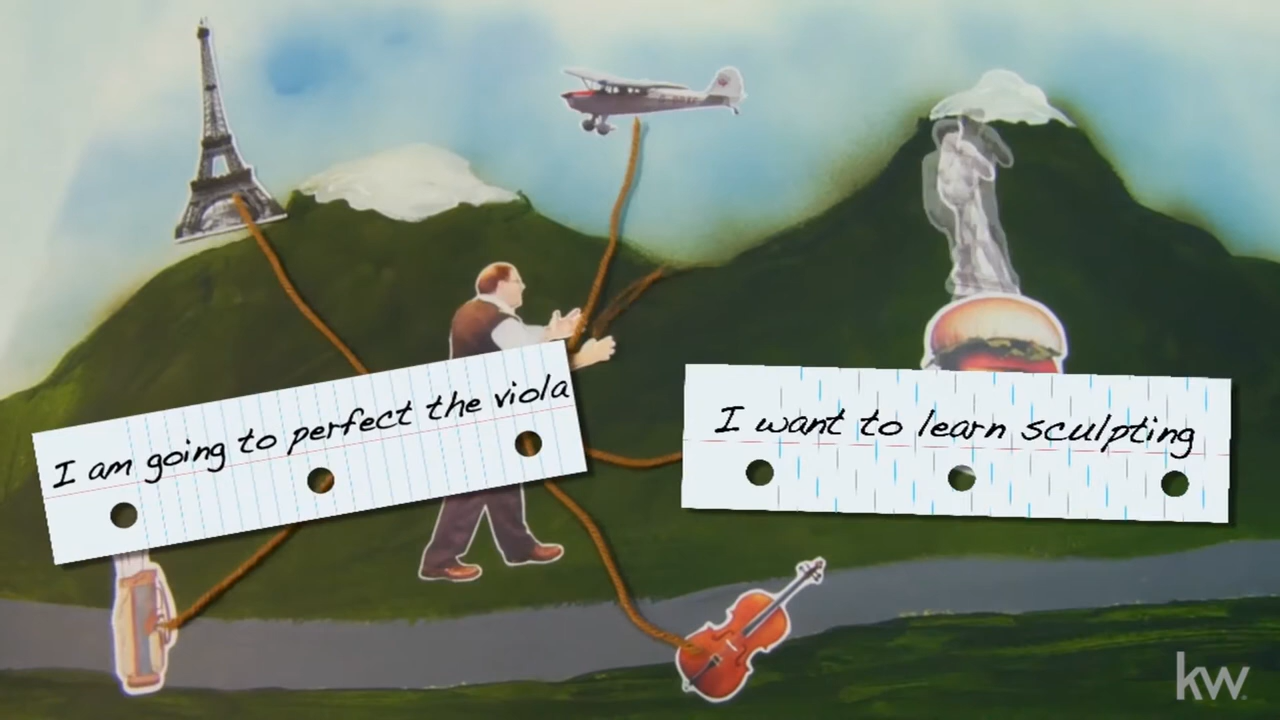 I am going to perfect the viola
I want to learn sculpting
kw